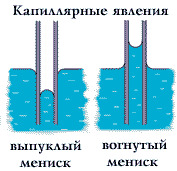 Капиллярные явления
выпуклый
мениск
вогнутый
мениск